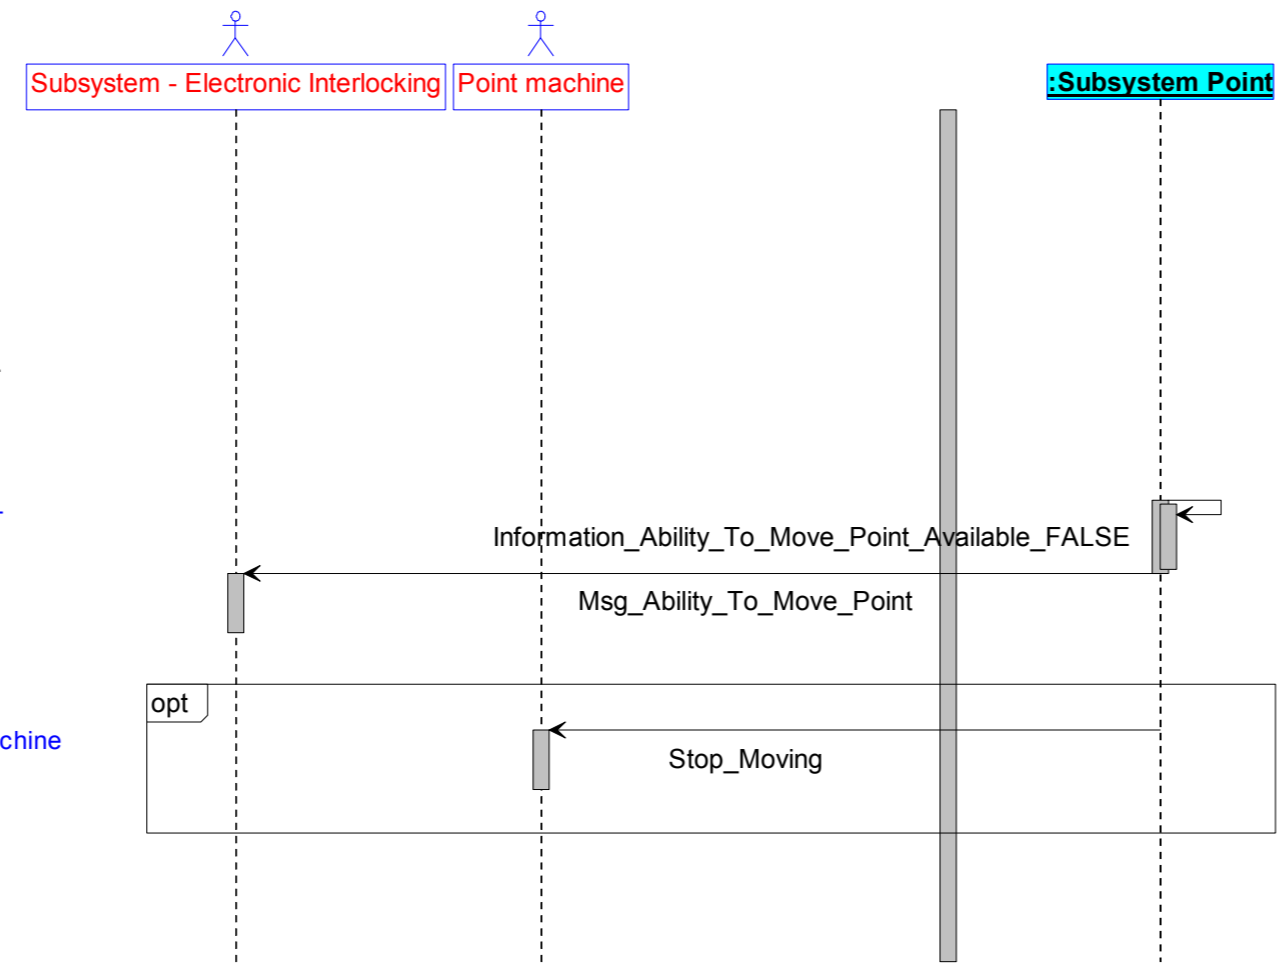 Subsystem - Electronic Interlocking
Point machine
:Subsystem Point
Information_Ability_To_Move_Point_Available_FALSE
Msg_Ability_To_Move_Point
opt
chine
Stop_Moving